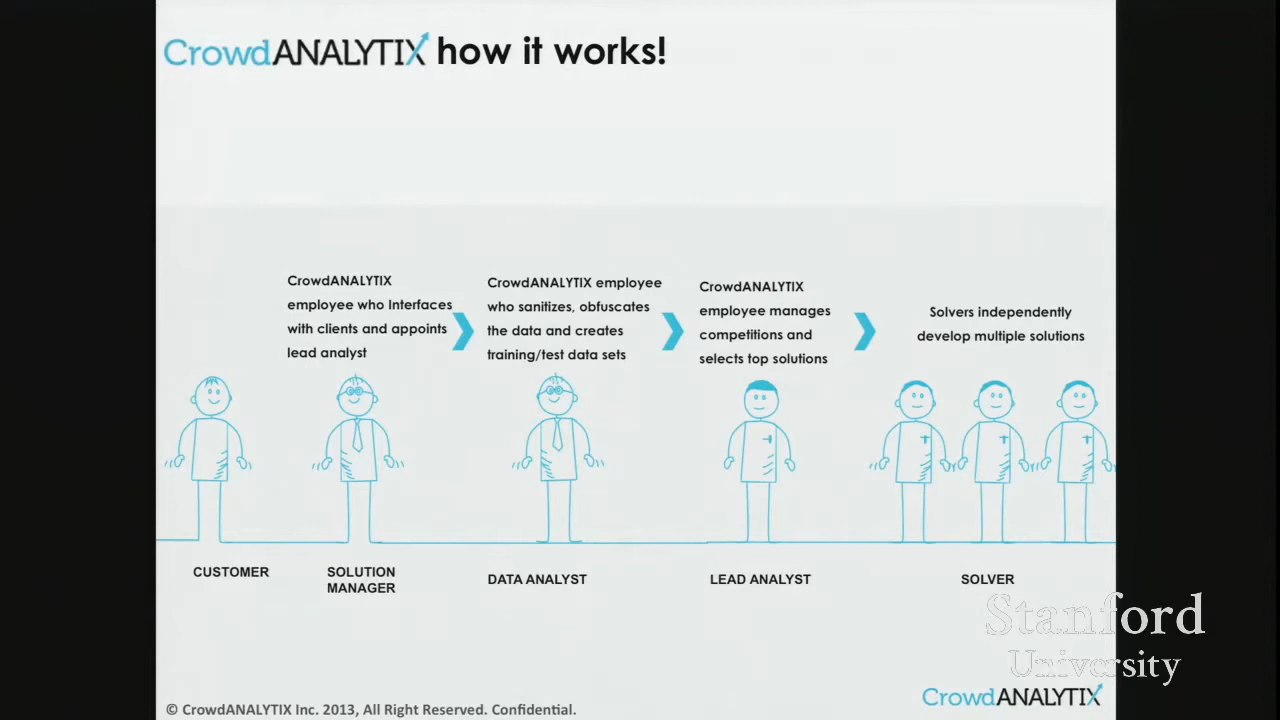 CrowdANALYTIX how it works!
CrowdANALYTIX
employee who Interfaces
with clients and appoints
lead analyst
CrowdANALYTIX employee
who sanitizes, obfuscates
the data and creates
training/test data sets
CrowdANALYTIX
employee manages
competitions and
selects top solutions
Solvers independently
develop multiple solutions
CUSTOMER
SOLUTION
MANAGER
DATA ANALYST
LEAD ANALYST
SOLVER
Stanford
University
CrowdANALYTIX
© CrowdANALYTIX Inc. 2013, All Right Reserved. Confidential.